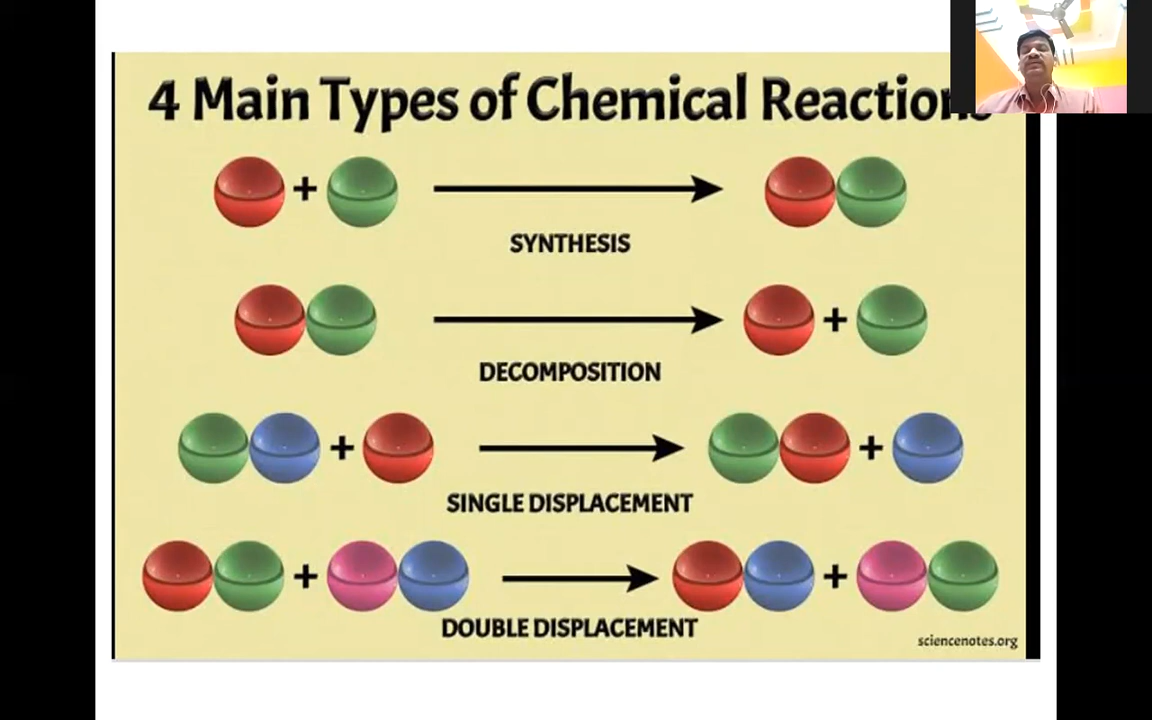 4 Main Types of Chemical Reactions
+
SYNTHESIS
+
DECOMPOSITION
+ +
SINGLE DISPLACEMENT
+ +
DOUBLE DISPLACEMENT
sciencenotes.org